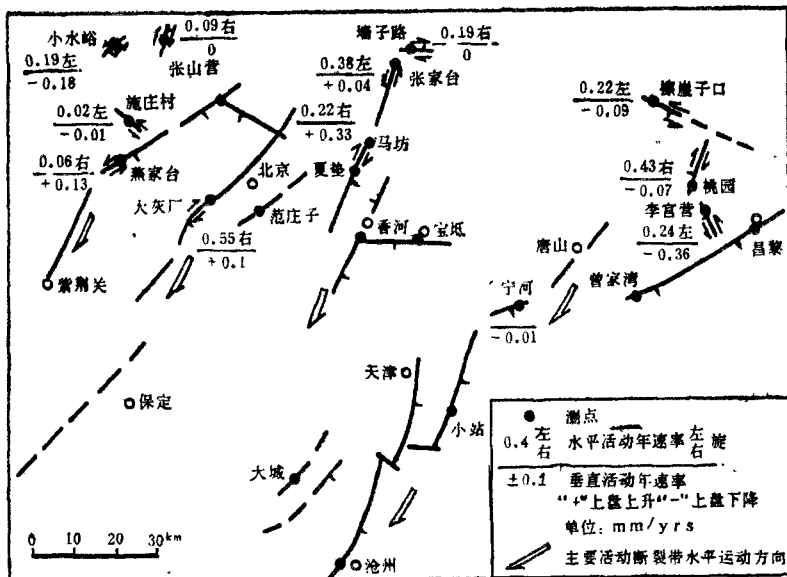 小水峪
0.09右
0
墙子路
0.19右
0
0.19左
-0.18
张山营
0.38左
+0.04
张家台
0.02左
-0.01
施庄村
0.22右
+0.33
0.22左
-0.09
崖子口
-0.06右
+0.13
燕家台
北京
夏垫
马坊
0.43右
-0.07
桃园
大灰厂
范庄子
李官营
0.55右
+0.1
香河
宝坻
唐山
0.24左
-0.36
昌黎
紫荆关
宁河
曾家湾
-0.01
保定
天津
小站
大城
沧州
0 10 20 30km
测点
0.4 左右 水平活动年速率 左右 旋
±0.1 垂直活动年速率
“+”上盘上升“-”上盘下降
单位: mm/yrs
主要活动断裂带水平运动方向